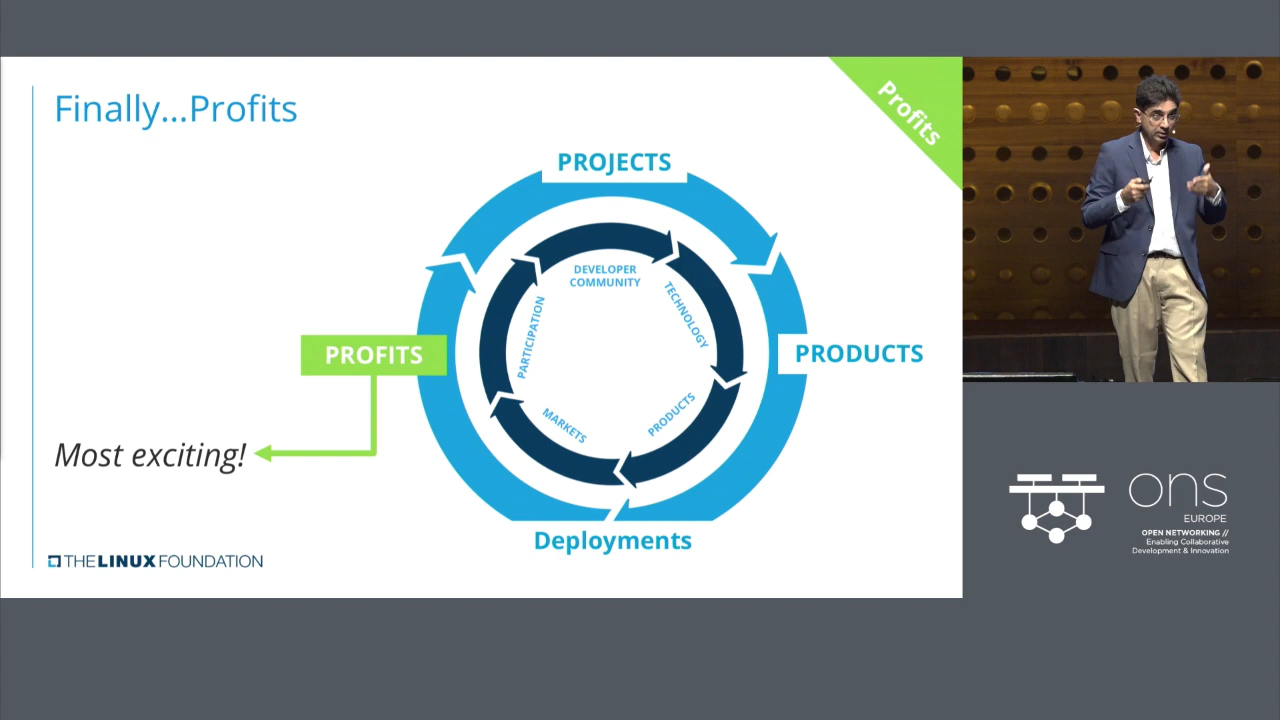 Finally...Profits
Profits
PROJECTS
DEVELOPER
COMMUNITY
TECHNOLOGY
PARTICIPATION
PROFITS
PRODUCTS
MARKETS
PRODUCTS
Most exciting!
Deployments
THE LINUX FOUNDATION
ons
EUROPE
OPEN NETWORKING //
Enabling Collaborative
Development & Innovation